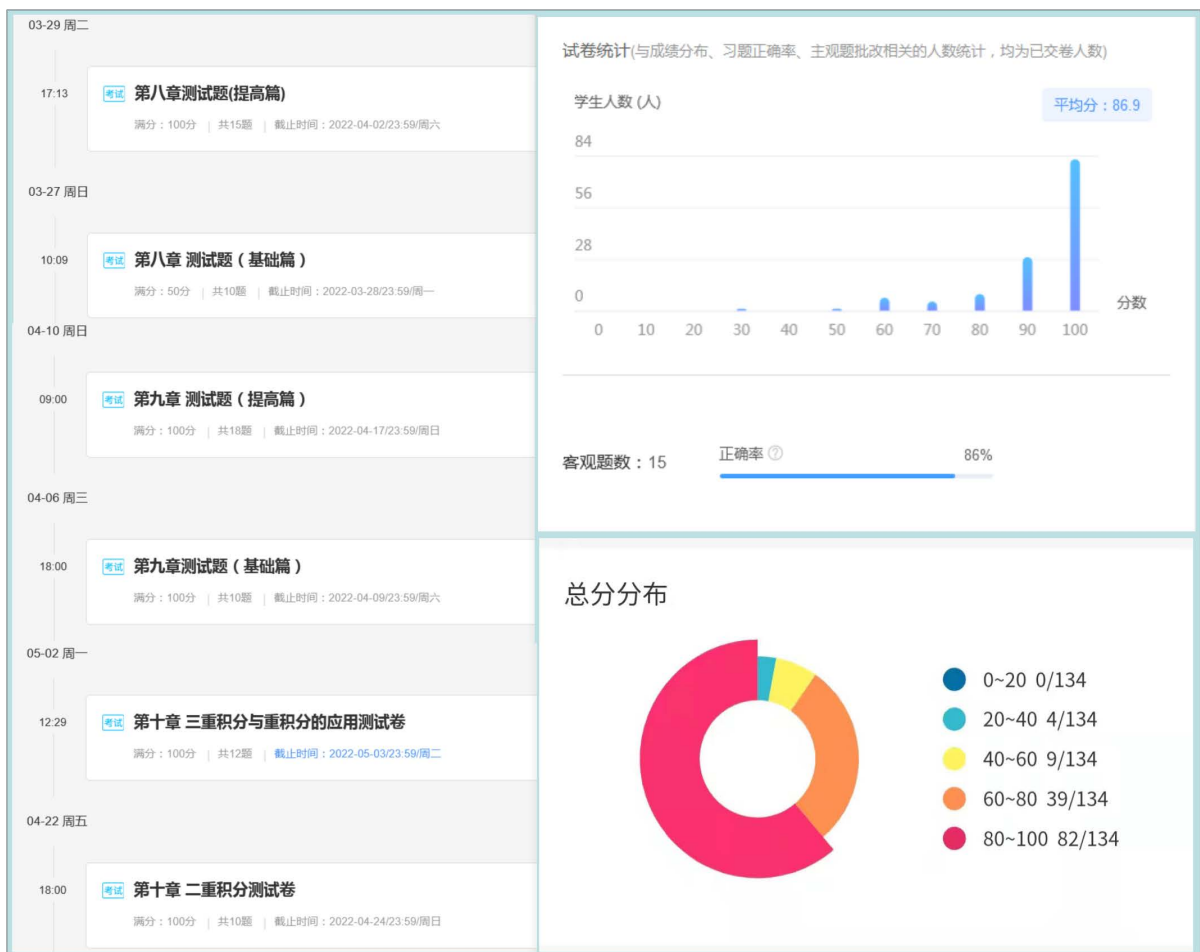 03-29 周二
17:13
考试 第八章测试题(提高篇)
满分：100分 | 共15题 | 截止时间：2022-04-02/23:59/周六
03-27 周日
10:09
考试 第八章 测试题（基础篇）
满分：50分 | 共10题 | 截止时间：2022-03-28/23:59/周一
04-10 周日
09:00
考试 第九章 测试题（提高篇）
满分：100分 | 共18题 | 截止时间：2022-04-17/23:59/周日
04-06 周三
18:00
考试 第九章测试题（基础篇）
满分：100分 | 共10题 | 截止时间：2022-04-09/23:59/周六
05-02 周一
12:29
考试 第十章 三重积分与重积分的应用测试卷
满分：100分 | 共12题 | 截止时间：2022-05-03/23:59/周二
04-22 周五
18:00
考试 第十章 二重积分测试卷
满分：100分 | 共10题 | 截止时间：2022-04-24/23:59/周日
试卷统计(与成绩分布、习题正确率、主观题批改相关的人数统计，均为已交卷人数)
学生人数 (人)
平均分：86.9
84
56
28
0
0 10 20 30 40 50 60 70 80 90 100
分数
客观题数：15
正确率 ? 86%
总分分布
0~20 0/134
20~40 4/134
40~60 9/134
60~80 39/134
80~100 82/134